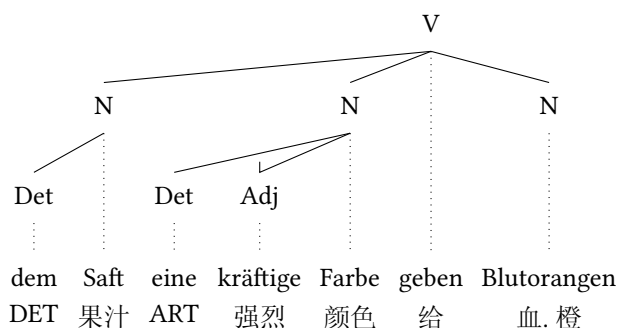 V
N N N
Det Det Adj
dem Saft eine kräftige Farbe geben Blutorangen
DET 果汁 ART 强烈 颜色 给 血. 橙